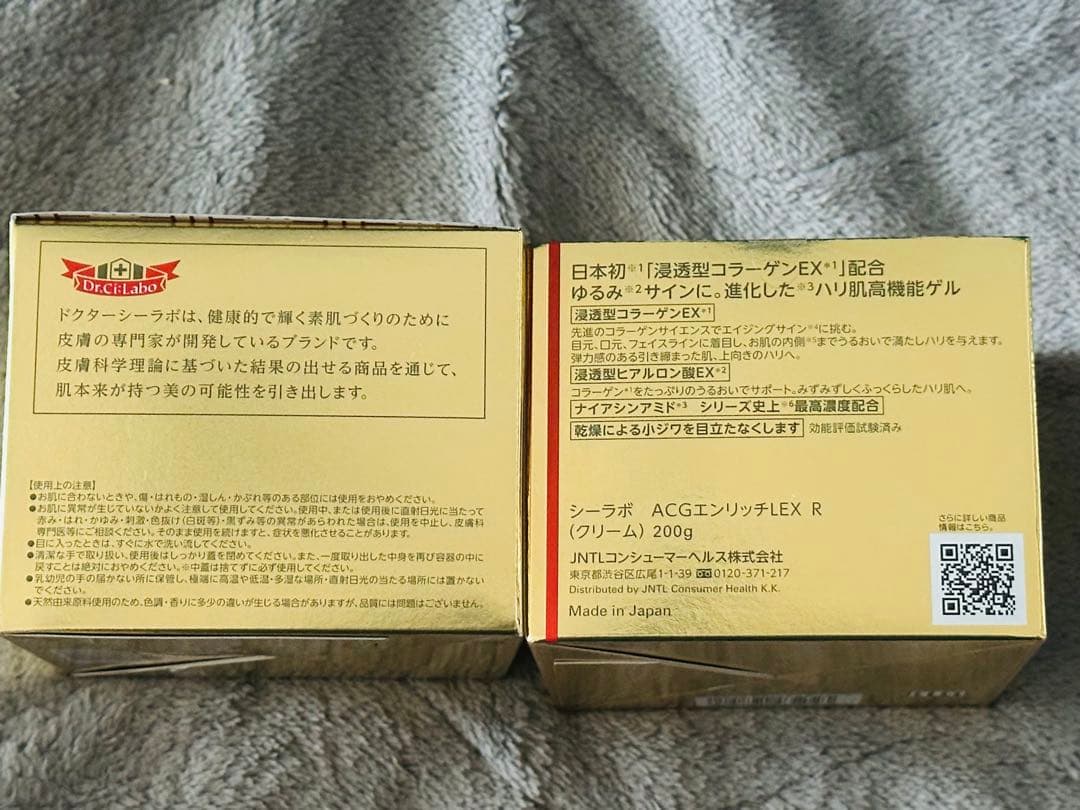 Dr.Ci:Labo
ドクターシーラボは、健康的で輝く素肌づくりのために
皮膚の専門家が開発しているブランドです。
皮膚科学理論に基づいた結果の出せる商品を通じて、
肌本来が持つ美の可能性を引き出します。
【使用上の注意】
●お肌に合わないときや、傷・はれもの・湿しん・かぶれ等のある部位には使用をおやめください。
●お肌に異常が生じていないかよく注意して使用してください。使用中、または使用後に直射日光に当たって
赤み・はれ・かゆみ・刺激・色抜け(白斑等)・黒ずみ等の異常があらわれた場合は、使用を中止し、皮膚科
専門医等にご相談ください。そのまま使用を続けますと、症状を悪化させることがあります。
●目に入ったときは、すぐに水で洗い流してください。
●清潔な手で取り扱い、使用後はしっかり蓋を閉めてください。また、一度取り出した中身を再び容器の中に
戻すことは絶対におやめください。※中蓋は捨てずに必ず使用してください。
●乳幼児の手の届かない所に保管し、極端に高温や低温・多湿な場所・直射日光の当たる場所には置かない
でください。
●天然由来原料使用のため、色調・香りに多少の違いが生じる場合がありますが、品質には問題はございません。
日本初※1「浸透型コラーゲンEX※1」配合
ゆるみ※2サインに。進化した※3ハリ肌高機能ゲル
浸透型コラーゲンEX※1
先進のコラーゲンサイエンスでエイジングサイン※4に挑む。
目元、口元、フェイスラインに着目し、お肌の内側※5までうるおいで満たしハリを与えます。
弾力感のある引き締まった肌、上向きのハリへ。
浸透型ヒアルロン酸EX※2
コラーゲン※1をたっぷりのうるおいでサポート。みずみずしくふっくらしたハリ肌へ。
ナイアシンアミド※3 シリーズ史上※6最高濃度配合
乾燥による小ジワを目立たなくします 効能評価試験済み
シーラボ ACGエンリッチLEX R
(クリーム) 200g
JNTLコンシューマーヘルス株式会社
東京都渋谷区広尾1-1-39 0120-371-217
Distributed by JNTL Consumer Health K.K.
Made in Japan
さらに詳しい商品
情報はこちら。